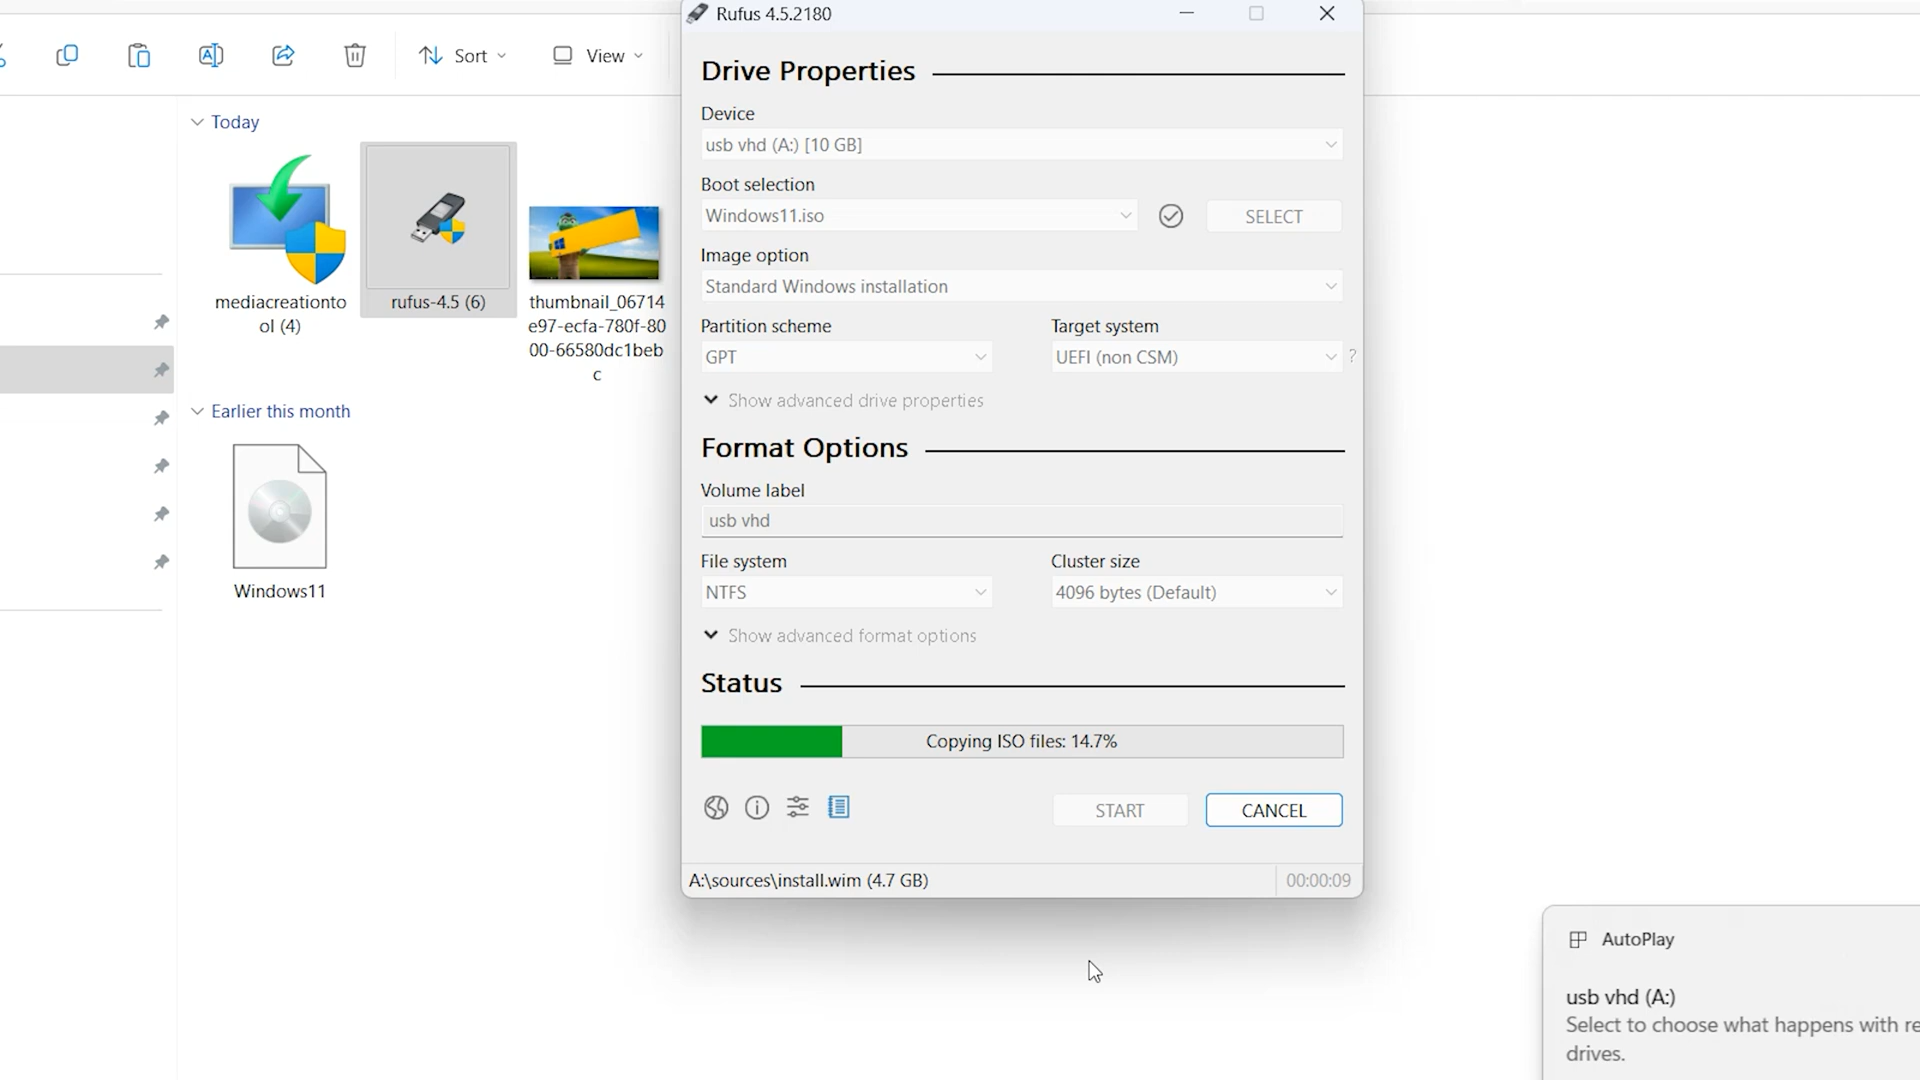 Rufus 4.5.2180
Sort
View
Drive Properties
Device
usb vhd (A:) [10 GB]
Boot selection
Windows11.iso
SELECT
Image option
Standard Windows installation
Partition scheme
Target system
GPT
UEFI (non CSM)
?
Show advanced drive properties
Format Options
Volume label
usb vhd
File system
Cluster size
NTFS
4096 bytes (Default)
Show advanced format options
Status
Copying ISO files: 14.7%
START
CANCEL
A:\sources\install.wim (4.7 GB)
00:00:09
Today
mediacreationto
ol (4)
rufus-4.5 (6)
thumbnail_06714
e97-ecfa-780f-80
00-66580dc1beb
c
Earlier this month
Windows11
AutoPlay
usb vhd (A:)
Select to choose what happens with re
drives.